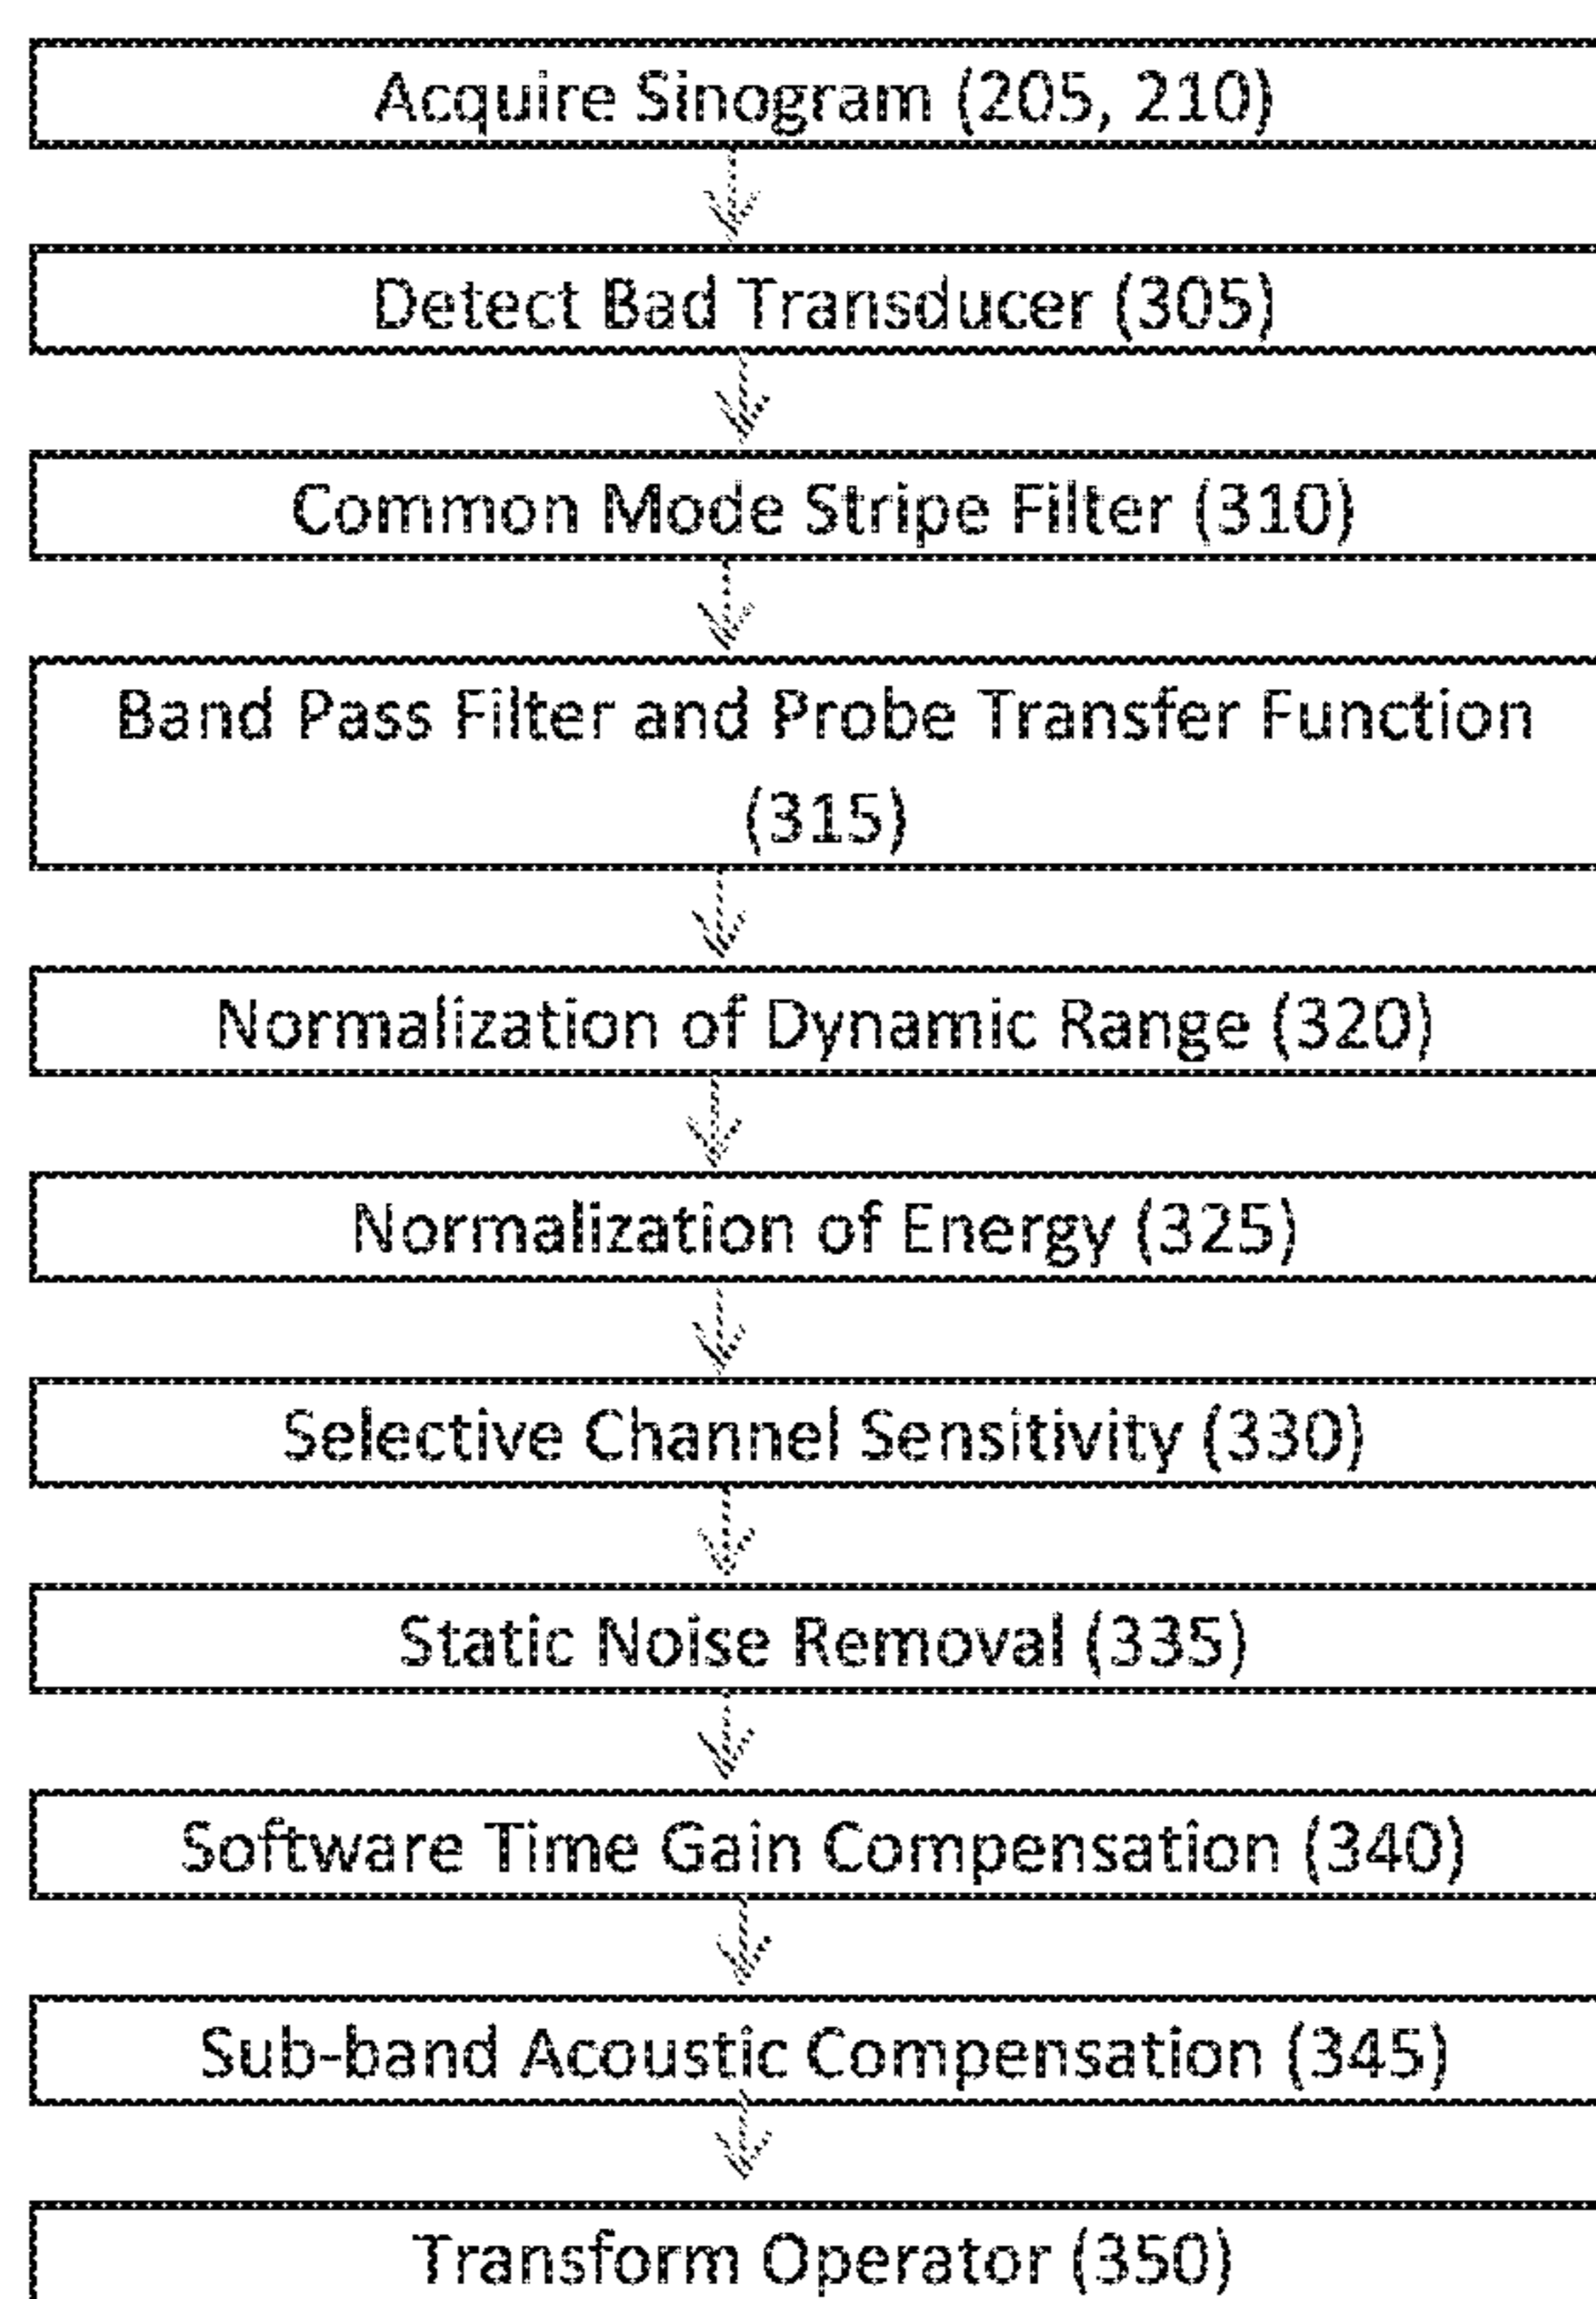 Acquire Sinogram (205, 210)
Detect Bad Transducer (305)
Common Mode Stripe Filter (310)
Band Pass Filter and Probe Transfer Function
(315)
Normalization of Dynamic Range (320)
Normalization of Energy (325)
Selective Channel Sensitivity (330)
Static Noise Removal (335)
Software Time Gain Compensation (340)
Sub-band Acoustic Compensation (345)
Transform Operator (350)